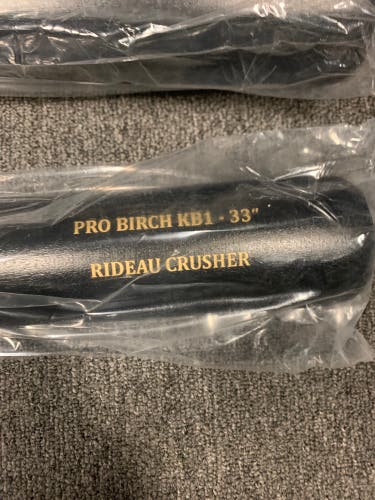 PRO BIRCH KB1 - 33"
RIDEAU CRUSHER